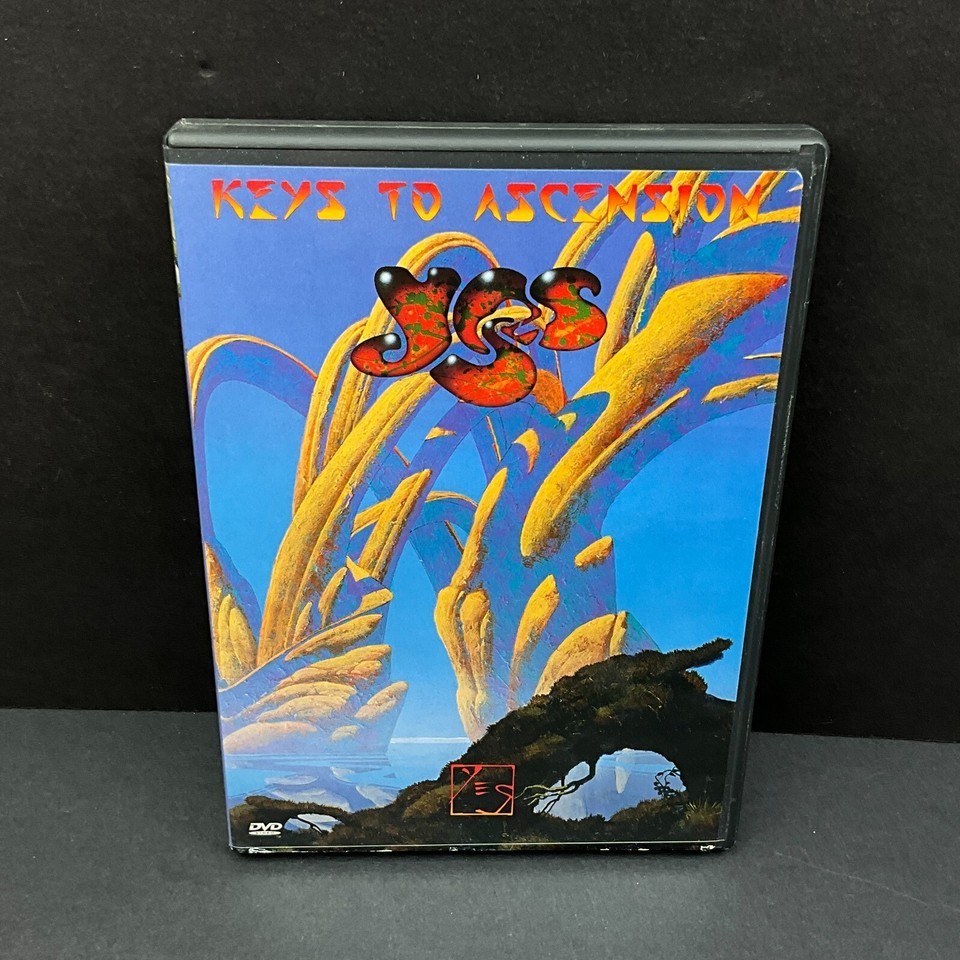 KEYS TO ASCENSION
YES
YES
DVD